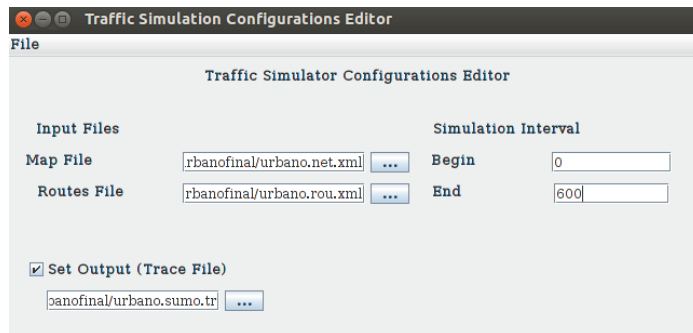 Traffic Simulation Configurations Editor
File
Traffic Simulator Configurations Editor
Input Files
Simulation Interval
Map File rbanofinal/urbano.net.xml ... Begin 0
Routes File rbanofinal/urbano.rou.xml ... End 600
Set Output (Trace File)
banofinal/urbano.sumo.tr ...